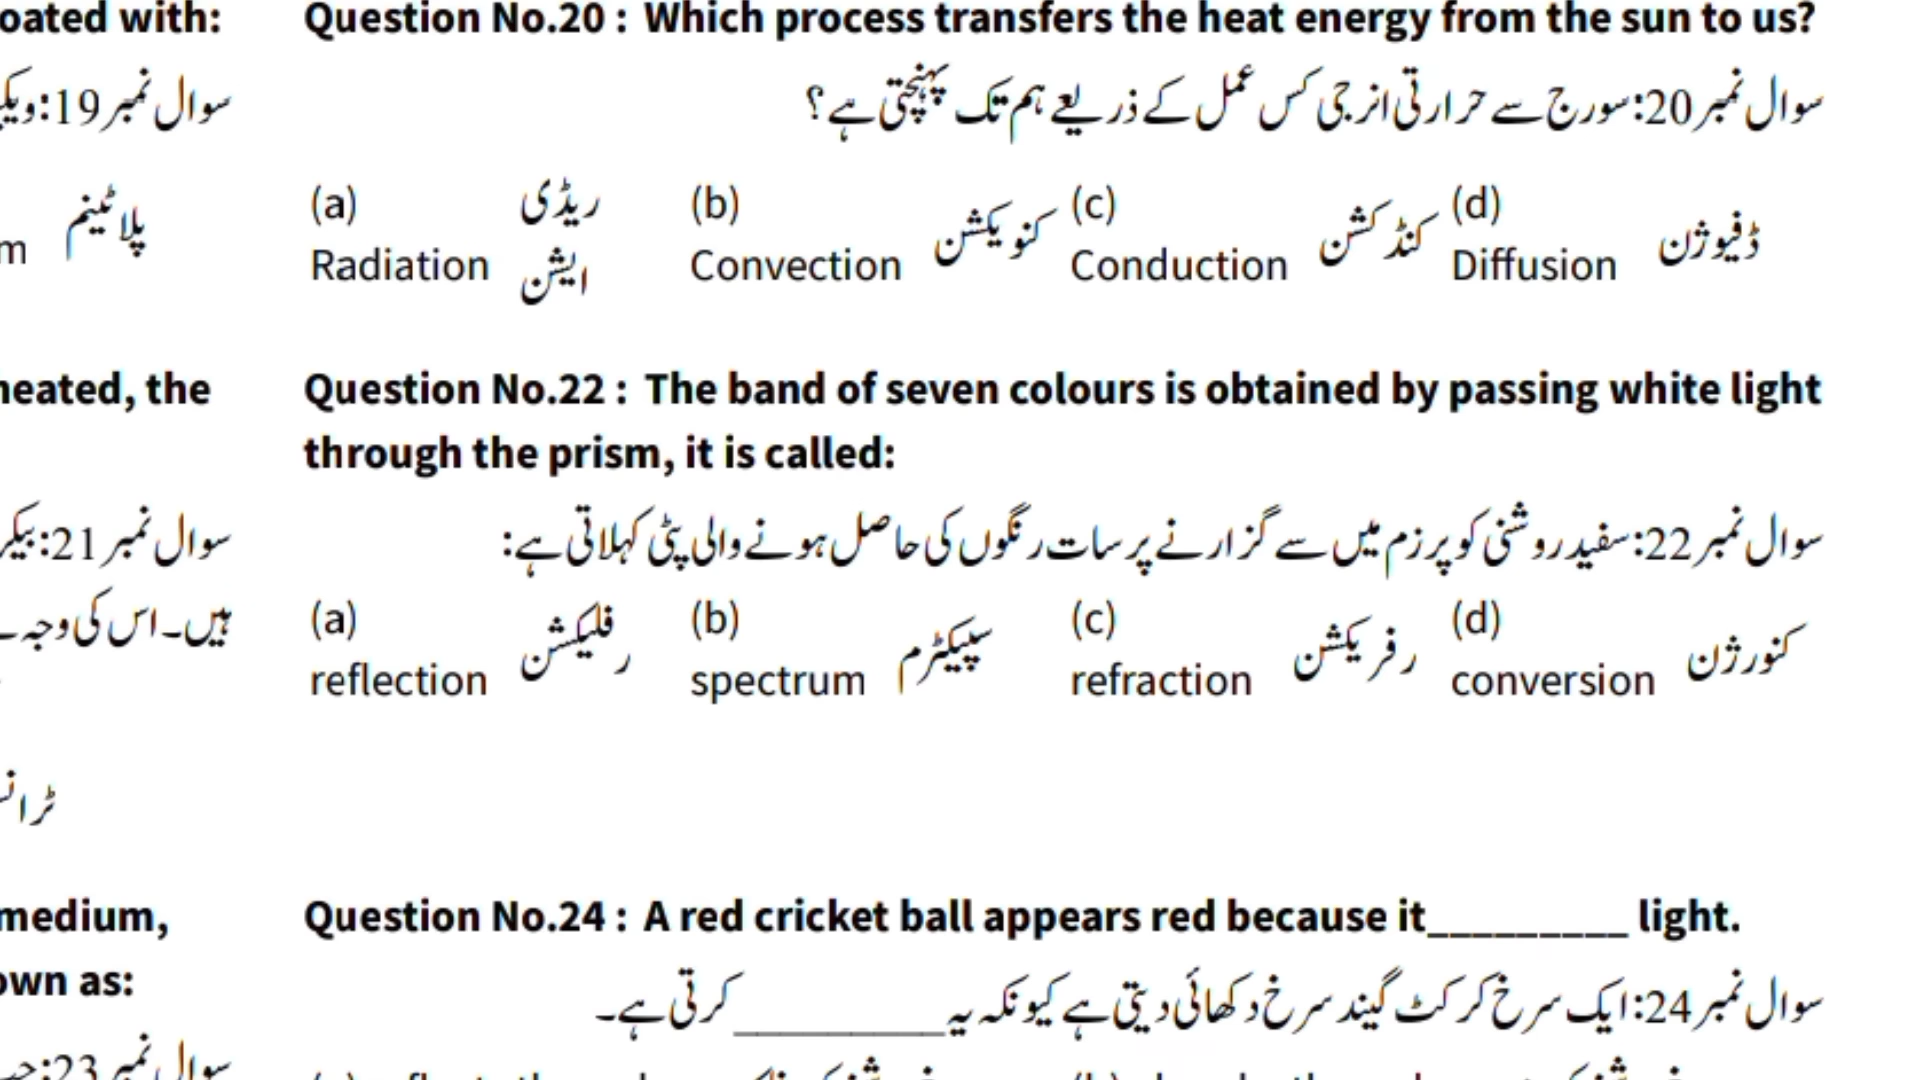 oated with:
سوال نمبر19:
پلاٹینم
m
heated, the
سوال نمبر21:
ہیں۔اس کی وجہ
medium,
own as:
سوال نمبر23:
Question No.20 : Which process transfers the heat energy from the sun to us?
سوال نمبر20:سورج سے حرارتی انرجی کس عمل کے ذریعے ہم تک پہنچتی ہے؟
(a) Radiation ریڈی ایشن
(b) Convection کنویکشن
(c) Conduction کنڈکشن
(d) Diffusion ڈفیوژن
Question No.22 : The band of seven colours is obtained by passing white light
through the prism, it is called:
سوال نمبر22:سفید روشنی کو پرزم میں سے گزارنے پر سات رنگوں کی حاصل ہونے والی پٹی کہلاتی ہے:
(a) reflection رفلیکشن
(b) spectrum سپیکٹرم
(c) refraction رفریکشن
(d) conversion کنورژن
Question No.24 : A red cricket ball appears red because it_________ light.
سوال نمبر24:ایک سرخ کرکٹ گیند سرخ دکھائی دیتی ہے کیونکہ یہ_________کرتی ہے۔